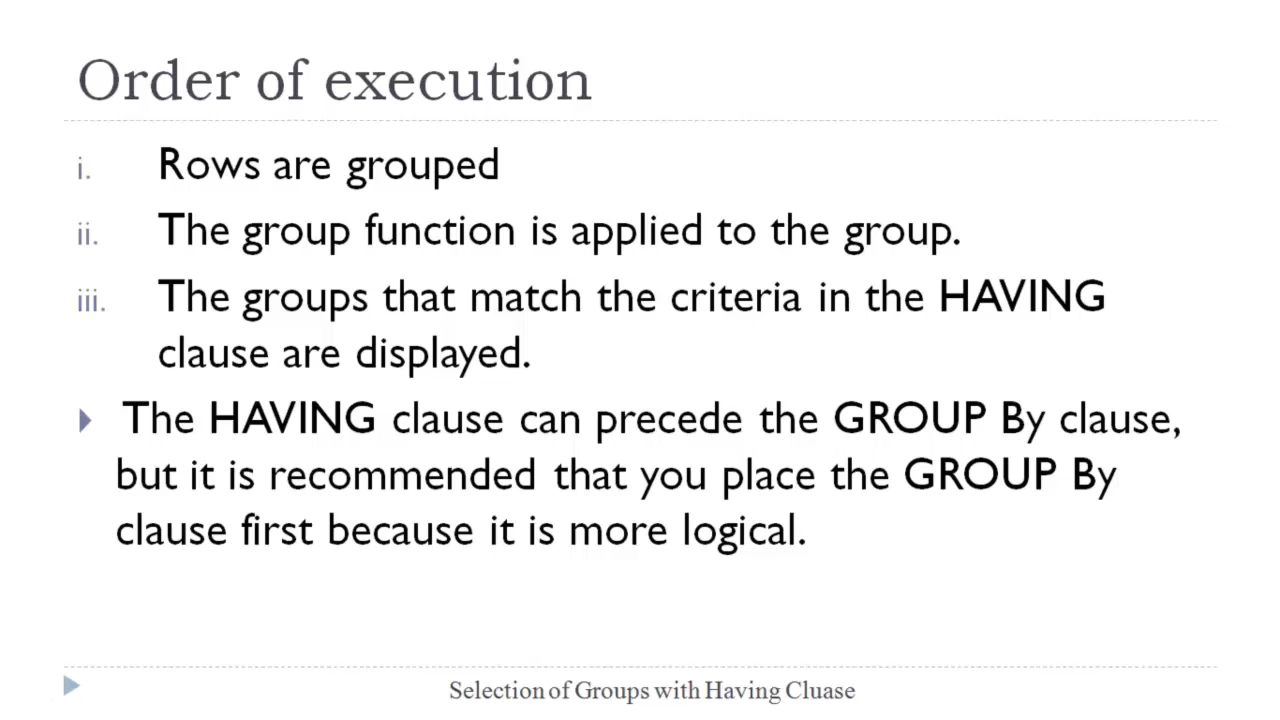 Order of execution
i. Rows are grouped
ii. The group function is applied to the group.
iii. The groups that match the criteria in the HAVING
clause are displayed.
The HAVING clause can precede the GROUP By clause,
but it is recommended that you place the GROUP By
clause first because it is more logical.
Selection of Groups with Having Cluase